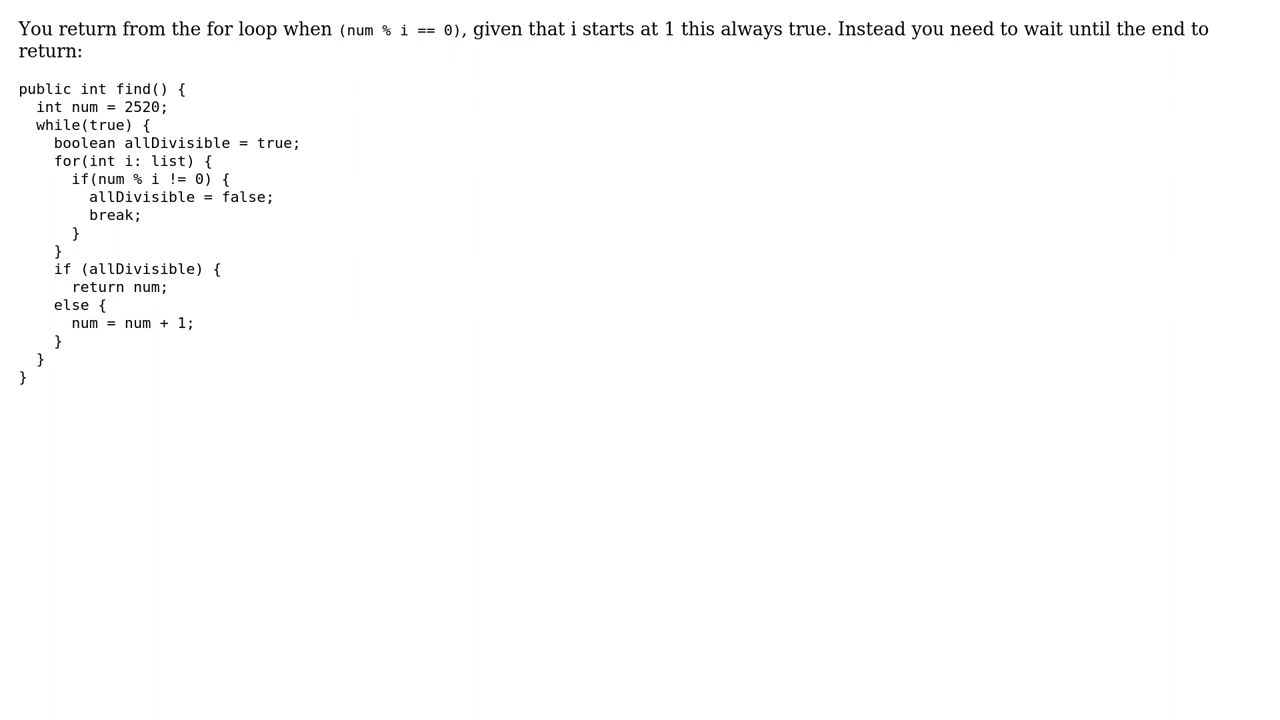 You return from the for loop when (num % i == 0), given that i starts at 1 this always true. Instead you need to wait until the end to
return:
public int find() {
  int num = 2520;
  while(true) {
    boolean allDivisible = true;
    for(int i: list) {
      if(num % i != 0) {
        allDivisible = false;
        break;
      }
    }
    if (allDivisible) {
      return num;
    else {
      num = num + 1;
    }
  }
}